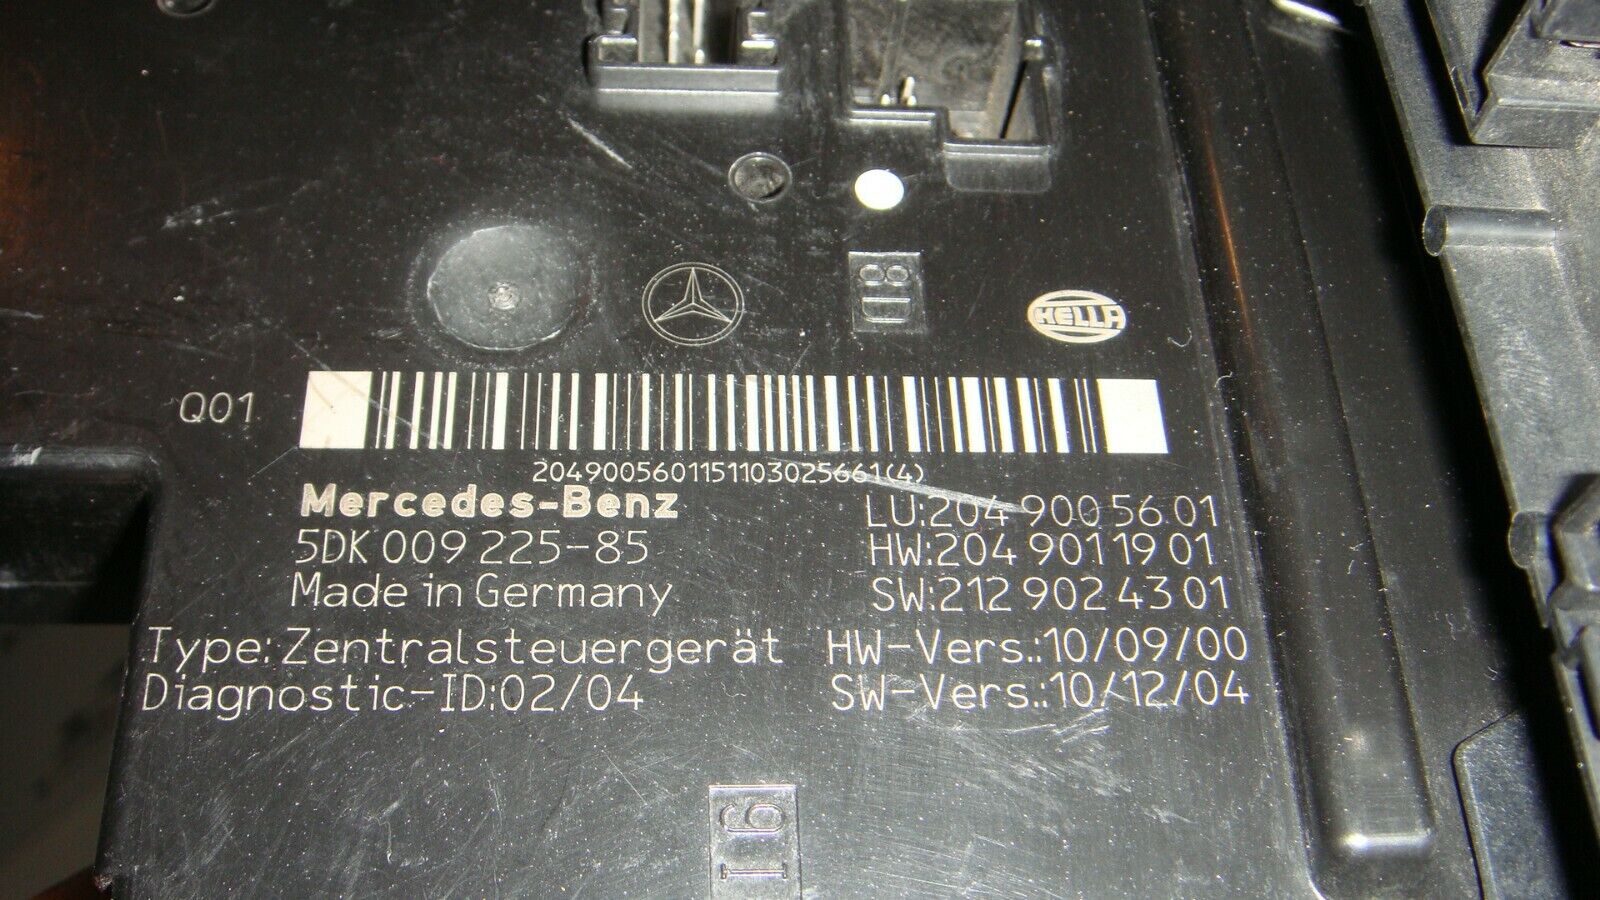 8U
HELLA
Q01
2049005601151103025661(4)
Mercedes-Benz
5DK 009 225-85
Made in Germany
LU:204 900 56 01
HW:204 901 19 01
SW:212 902 43 01
Type: Zentralsteuergerät
Diagnostic-ID:02/04
HW-Vers.:10/09/00
SW-Vers.:10/12/04